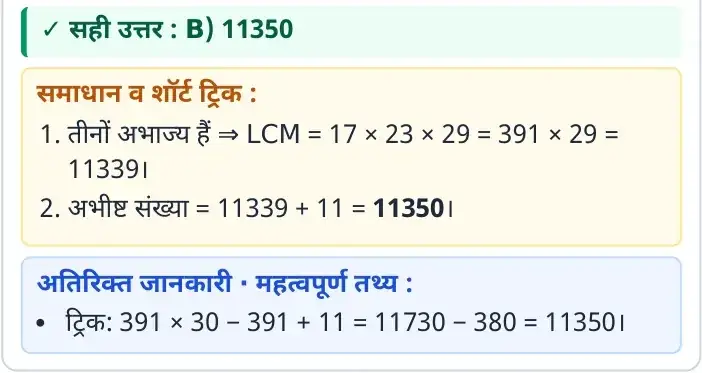 ✓ सही उत्तर : B) 11350
समाधान व शॉर्ट ट्रिक :
1. तीनों अभाज्य हैं ⇒ LCM = 17 × 23 × 29 = 391 × 29 =
11339।
2. अभीष्ट संख्या = 11339 + 11 = 11350।
अतिरिक्त जानकारी · महत्वपूर्ण तथ्य :
• ट्रिक: 391 × 30 − 391 + 11 = 11730 − 380 = 11350।